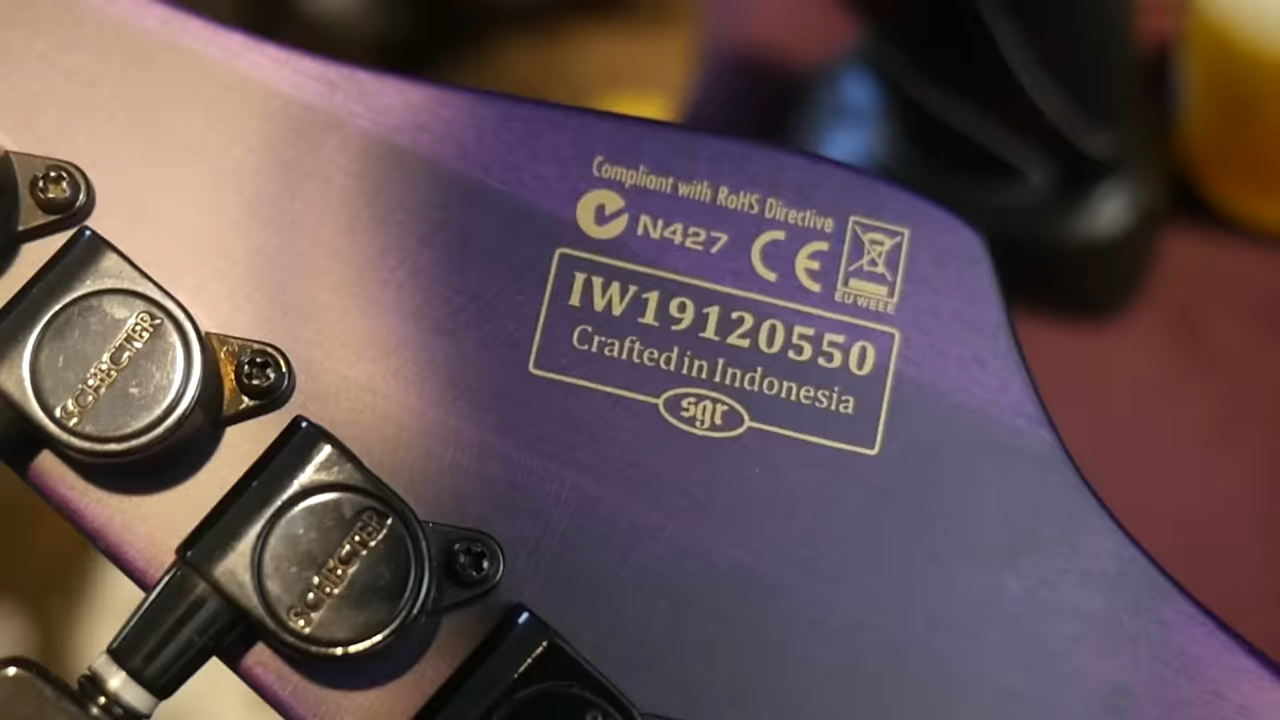 Compliant with RoHS Directive
N427 CE
EU WEEE
IW19120550
Crafted in Indonesia
sgr
SCHECTER
SCHECTER